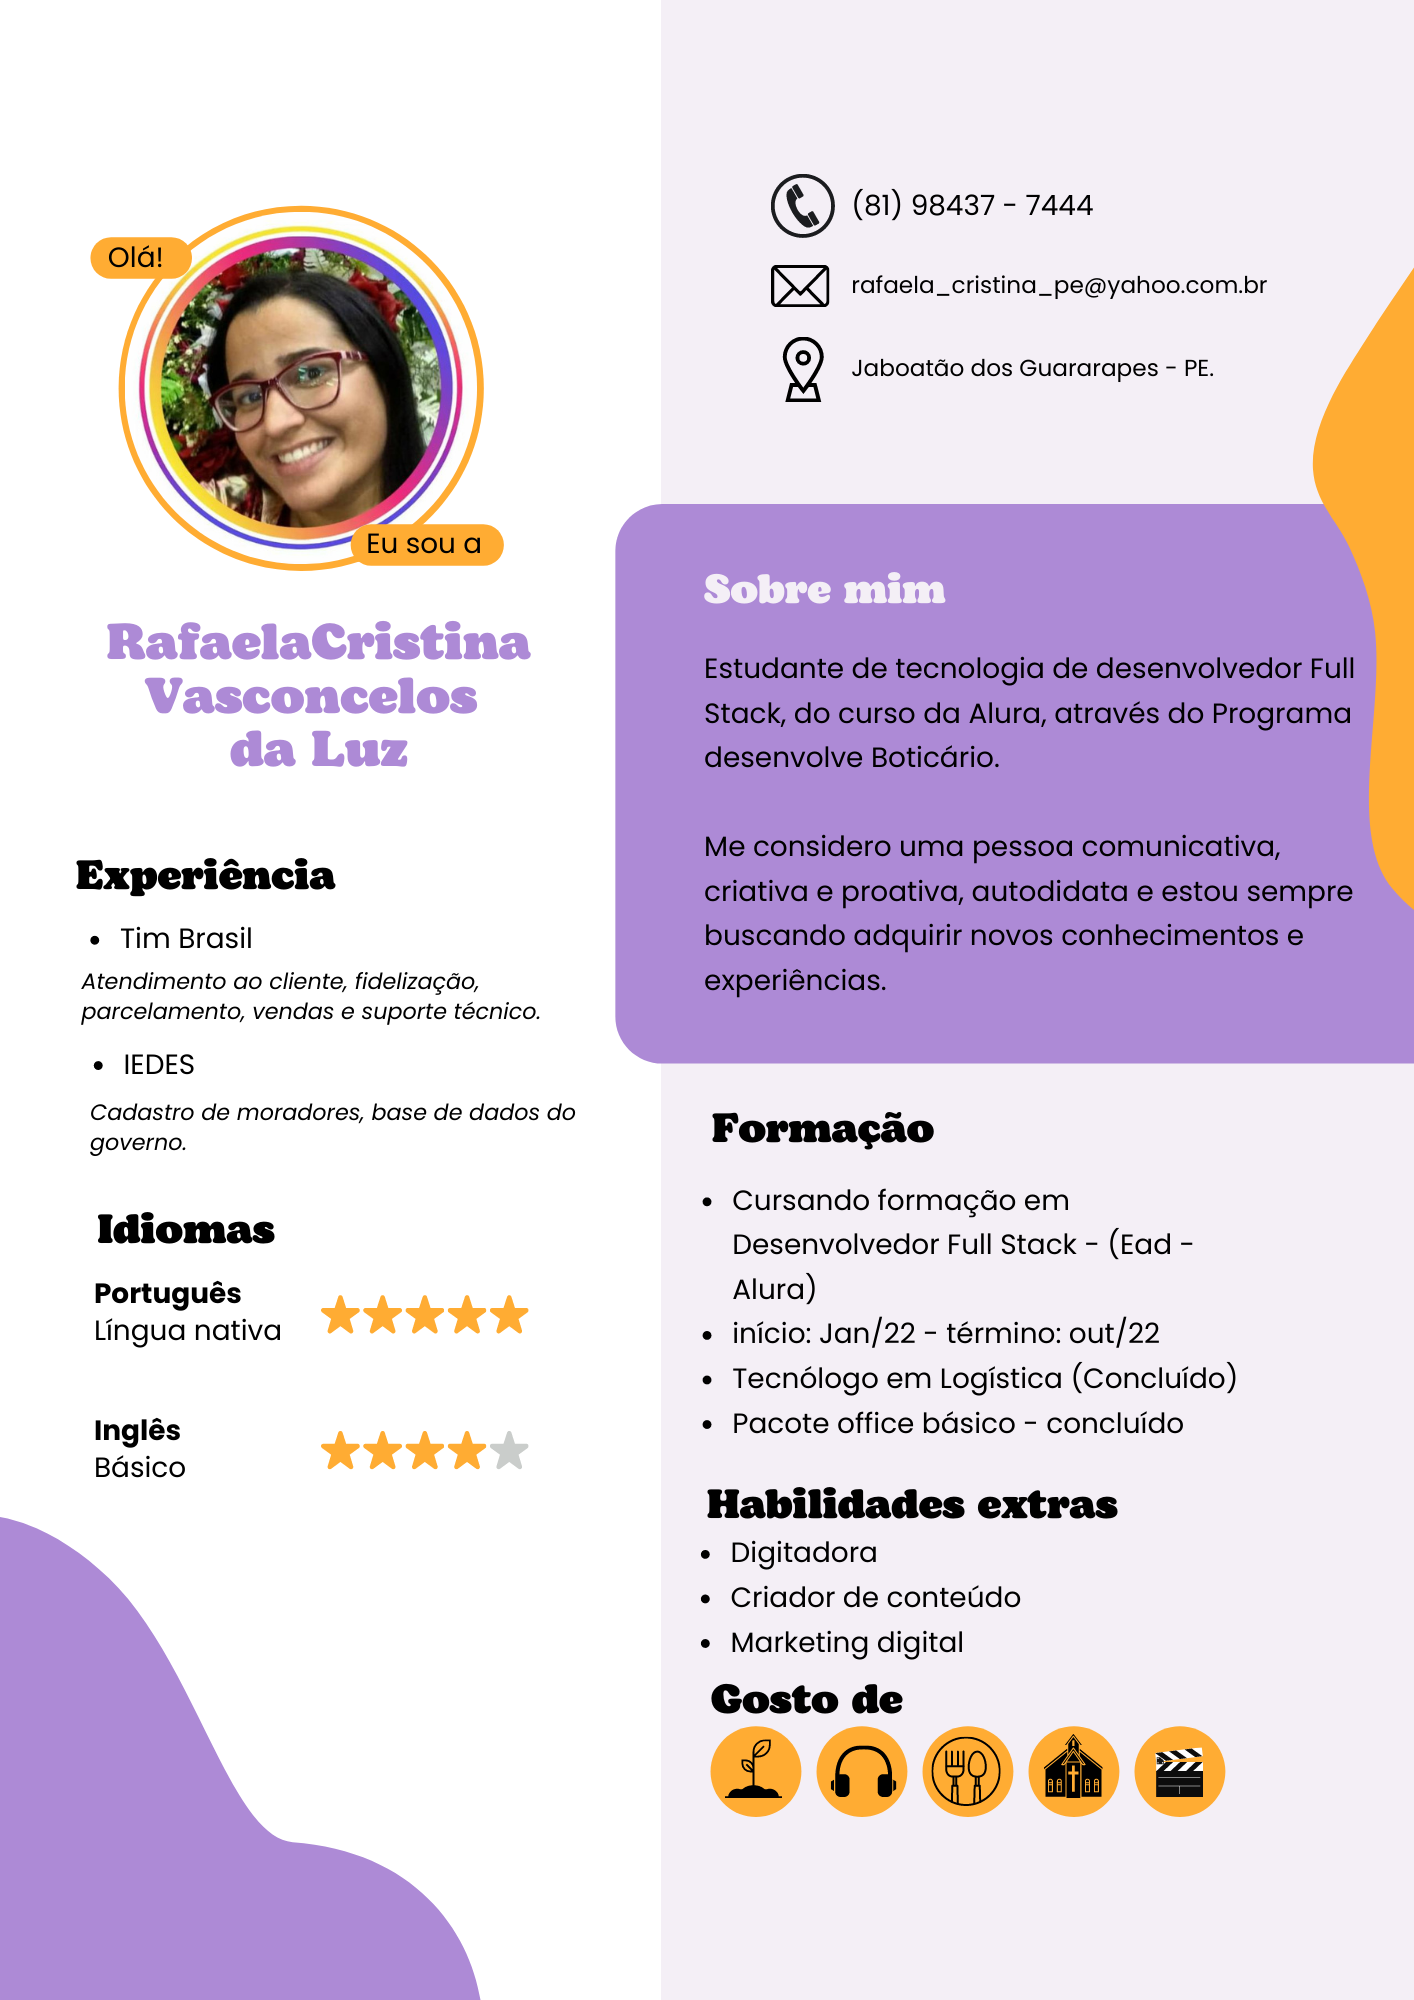 Olá!
Eu sou a
RafaelaCristina
Vasconcelos
da Luz
Experiência
• Tim Brasil
Atendimento ao cliente, fidelização,
parcelamento, vendas e suporte técnico.
• IEDES
Cadastro de moradores, base de dados do
governo.
Idiomas
Português
Língua nativa
Inglês
Básico
(81) 98437 - 7444
rafaela_cristina_pe@yahoo.com.br
Jaboatão dos Guararapes - PE.
Sobre mim
Estudante de tecnologia de desenvolvedor Full
Stack, do curso da Alura, através do Programa
desenvolve Boticário.
Me considero uma pessoa comunicativa,
criativa e proativa, autodidata e estou sempre
buscando adquirir novos conhecimentos e
experiências.
Formação
• Cursando formação em
Desenvolvedor Full Stack - (Ead -
Alura)
• início: Jan/22 - término: out/22
• Tecnólogo em Logística (Concluído)
• Pacote office básico - concluído
Habilidades extras
• Digitadora
• Criador de conteúdo
• Marketing digital
Gosto de